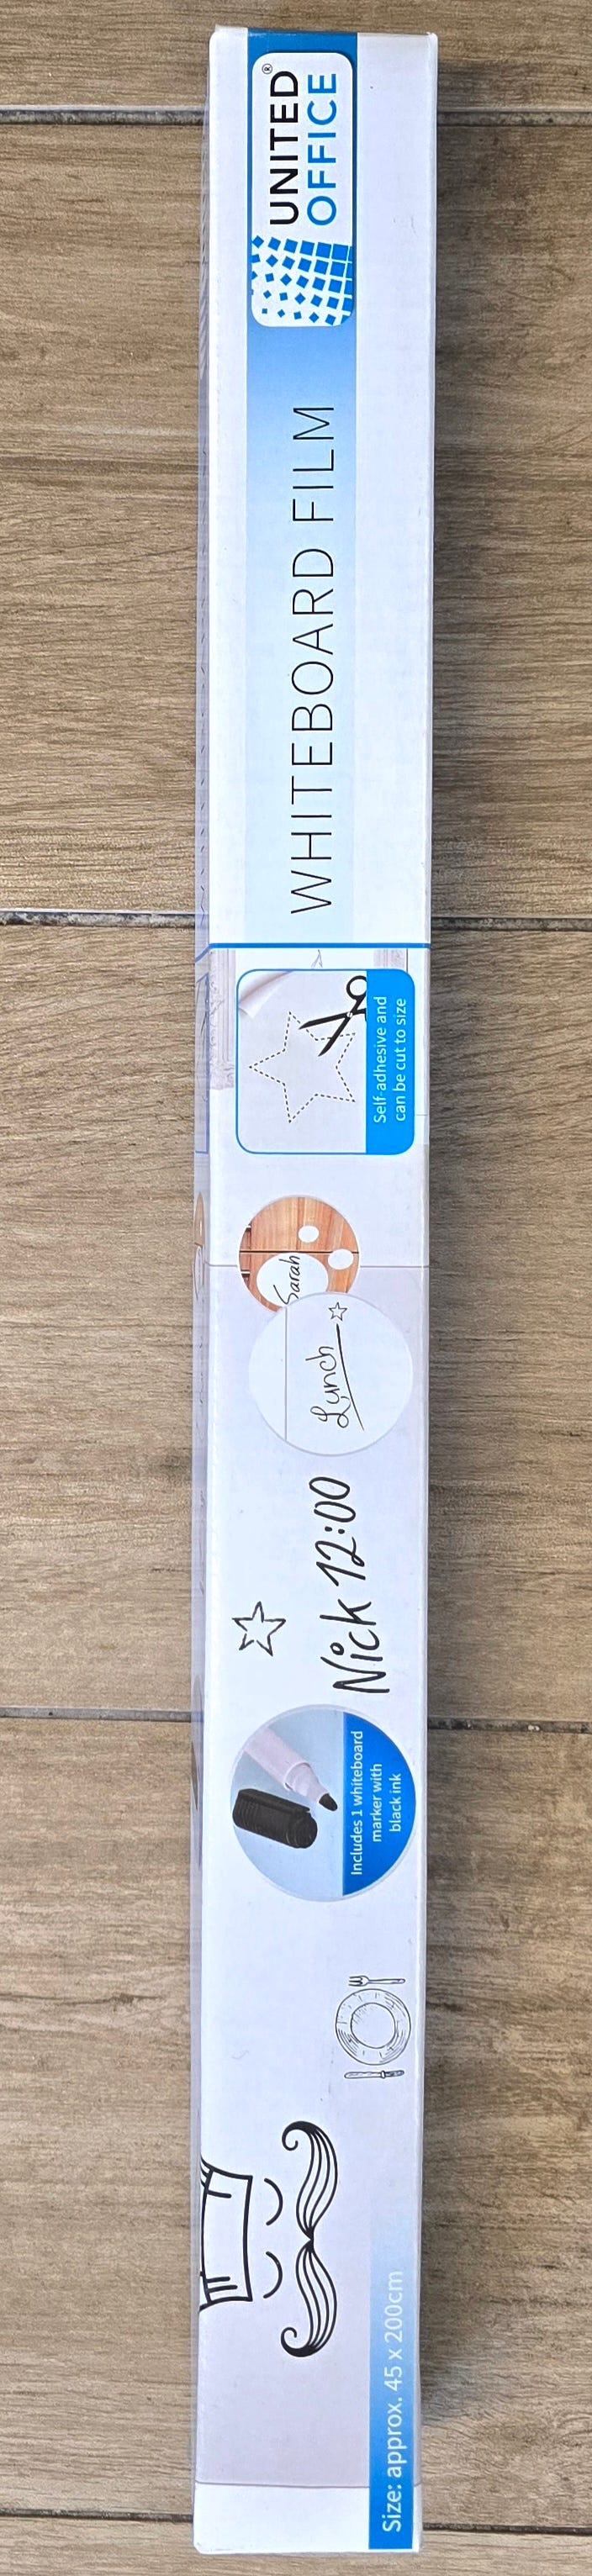 UNITED®
OFFICE
WHITEBOARD FILM
Self-adhesive and
can be cut to size
Sarah
Lunch
Nick 12:00
Includes 1 whiteboard
marker with
black ink
Size: approx. 45 x 200cm